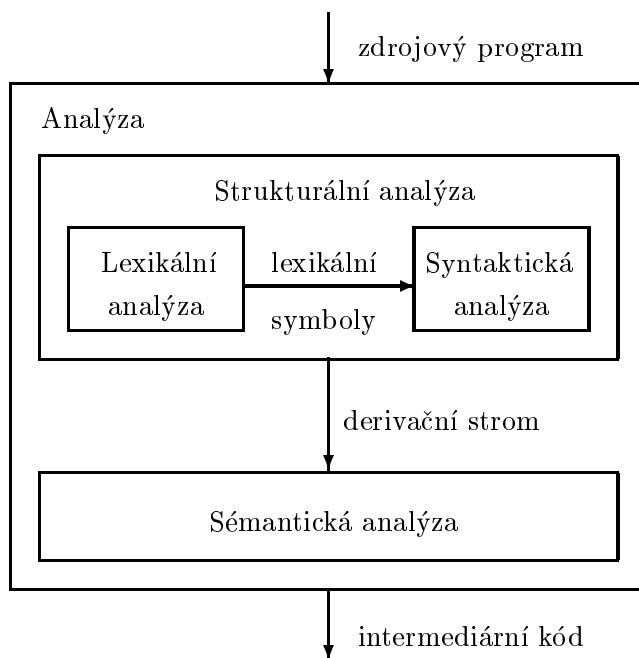 zdrojový program
Analýza
Strukturální analýza
Lexikální
analýza
lexikální
symboly
Syntaktická
analýza
derivační strom
Sémantická analýza
intermediární kód